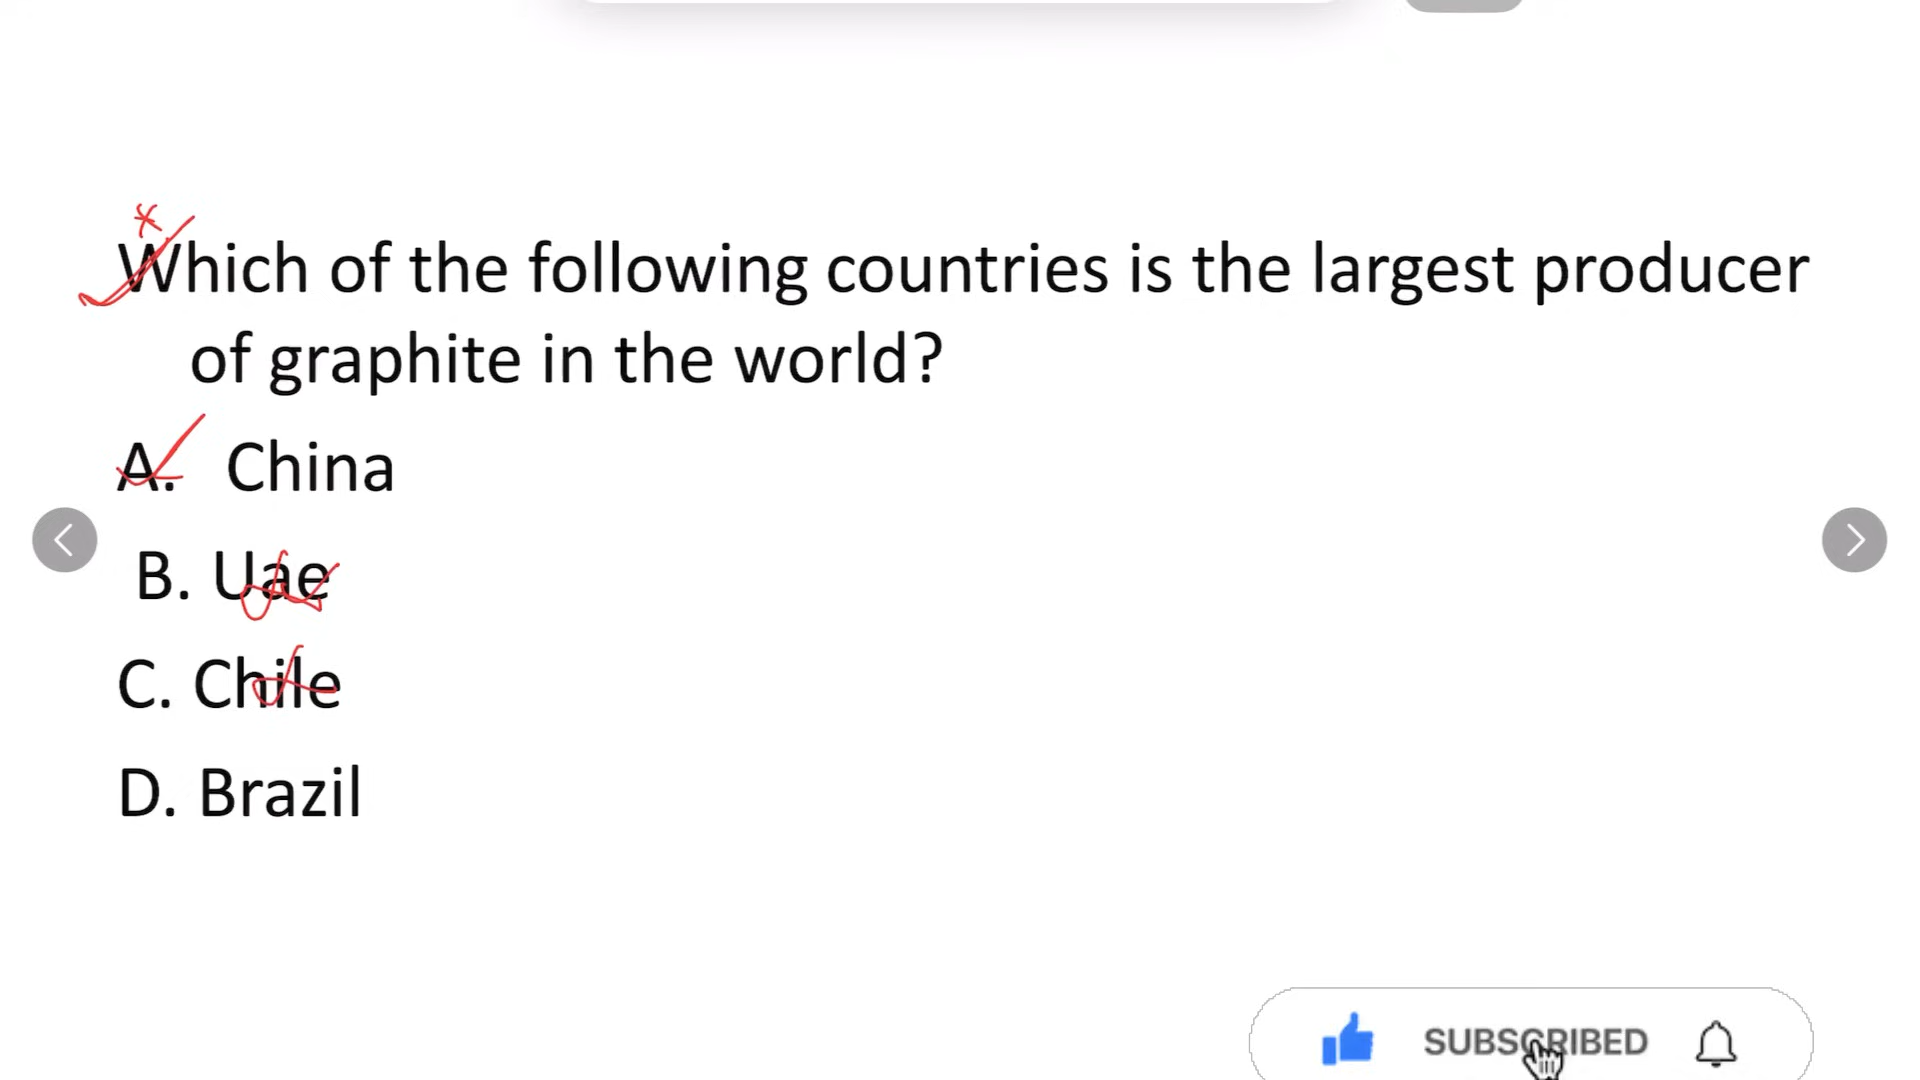 Which of the following countries is the largest producer
of graphite in the world?
A. China
B. Uae
C. Chile
D. Brazil
SUBSCRIBED